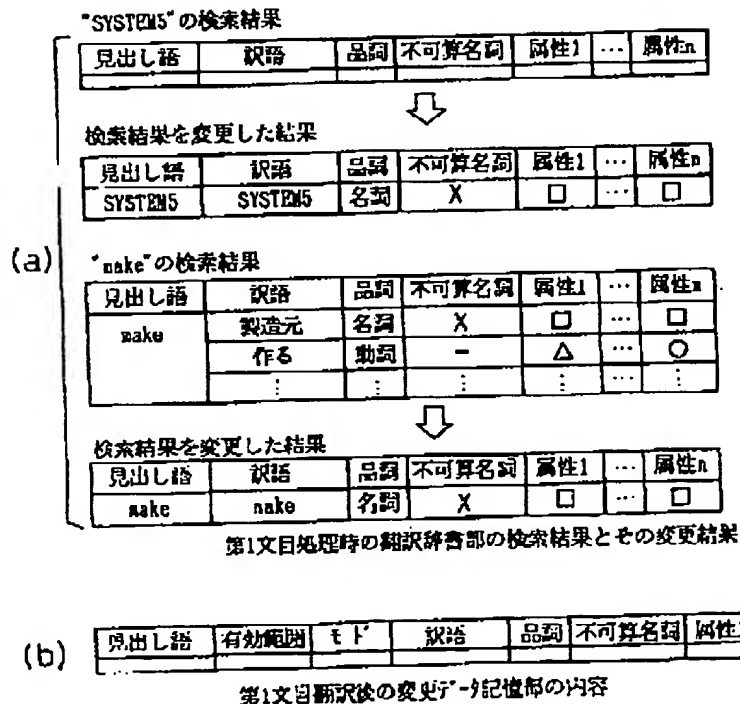 "SYSTEM5"の検索結果
見出し語 訳語 品詞 不可算名詞 属性1 … 属性n
検索結果を変更した結果
見出し語 訳語 品詞 不可算名詞 属性1 … 属性n
SYSTEM5 SYSTEM5 名詞 X □ … □
(a)
"make"の検索結果
見出し語 訳語 品詞 不可算名詞 属性1 … 属性n
make 製造元 名詞 X □ … □
作る 動詞 - △ … ○
⋮ ⋮ ⋮ ⋮ … ⋮
検索結果を変更した結果
見出し語 訳語 品詞 不可算名詞 属性1 … 属性n
make make 名詞 X □ … □
第1文目処理時の翻訳辞書部の検索結果とその変更結果
(b)
見出し語 有効範囲 モード 訳語 品詞 不可算名詞 属性1
第1文目翻訳後の変更データ記憶部の内容